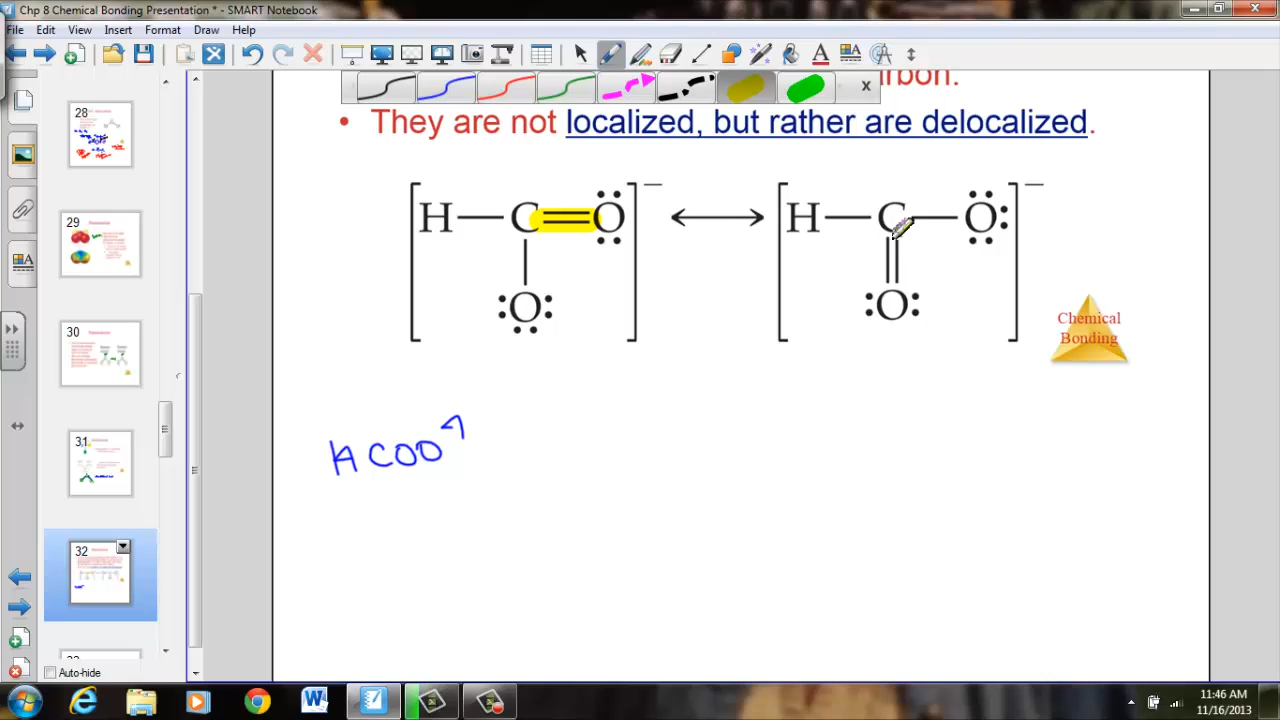 Chp 8 Chemical Bonding Presentation * - SMART Notebook
File Edit View Insert Format Draw Help
28
29
30
31
32
• They are not localized, but rather are delocalized.
H C O
O
H C O
O
Chemical
Bonding
HCOO
Auto-hide
11:46 AM
11/16/2013